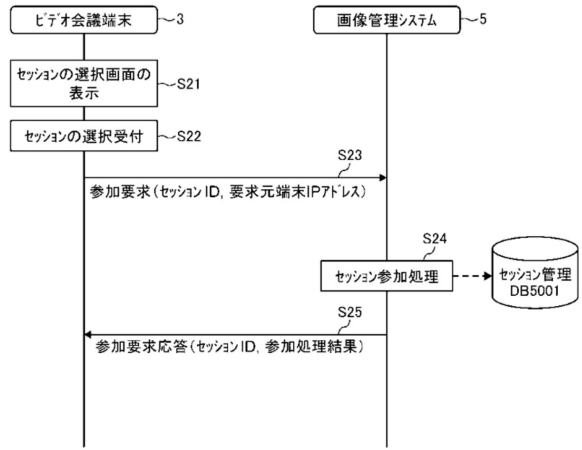 ビデオ会議端末
3
画像管理システム
5
セッションの選択画面の
表示
S21
セッションの選択受付
S22
S23
参加要求(セッションID, 要求元端末IPアドレス)
S24
セッション参加処理
セッション管理
DB5001
S25
参加要求応答(セッションID, 参加処理結果)